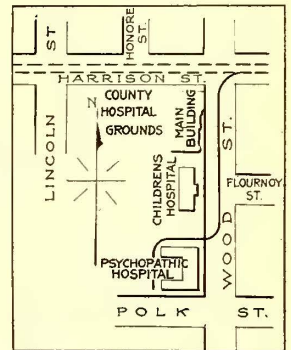 ST
HONORE
ST.
HARRISON ST.
N
COUNTY
HOSPITAL
GROUNDS
MAIN
BUILDING
LINCOLN
ST.
CHILDRENS
HOSPITAL
FLOURNOY
ST.
WOOD
PSYCHOPATHIC
HOSPITAL
POLK ST.